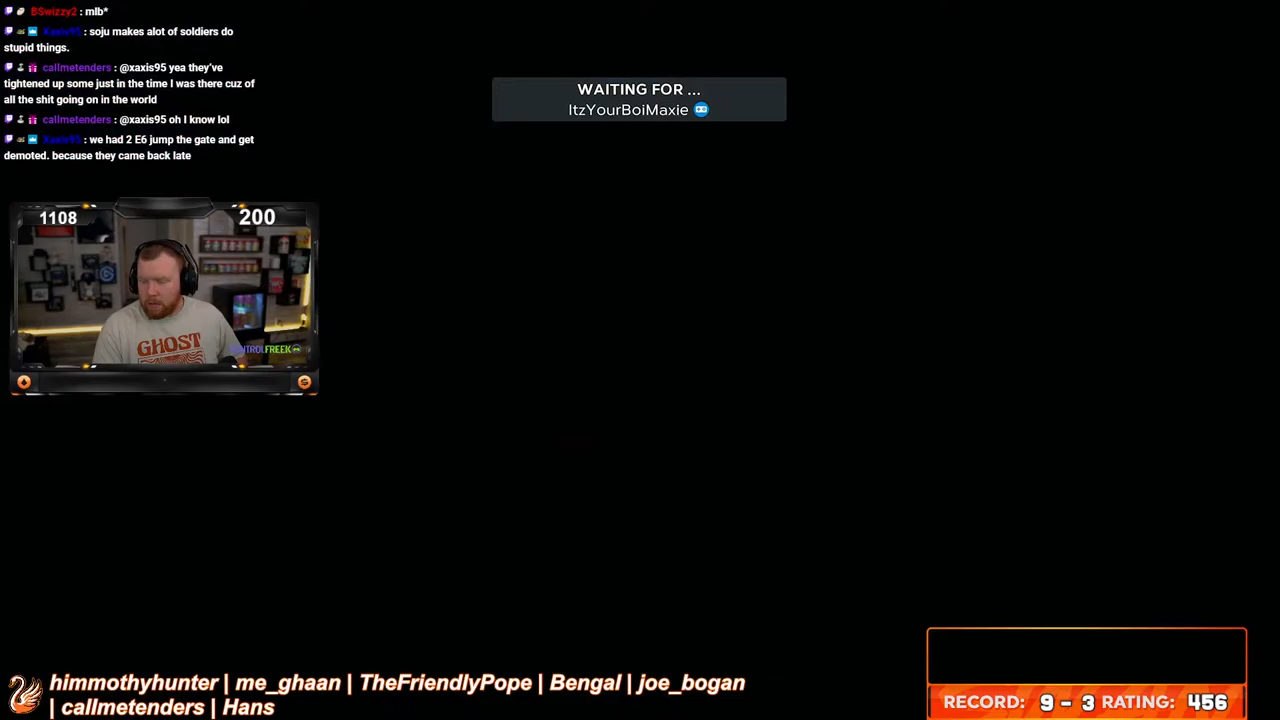 BSwizzy2 : mlb*
Xaxis95 : soju makes alot of soldiers do
stupid things.
callmetenders : @xaxis95 yea they've
tightened up some just in the time I was there cuz of
all the shit going on in the world
callmetenders : @xaxis95 oh I know lol
Xaxis95 : we had 2 E6 jump the gate and get
demoted. because they came back late
WAITING FOR ...
ItzYourBoiMaxie
1108
200
GHOST
FREEK
himmothyhunter | me_ghaan | TheFriendlyPope | Bengal | joe_bogan
| callmetenders | Hans
RECORD: 9 - 3 RATING: 456